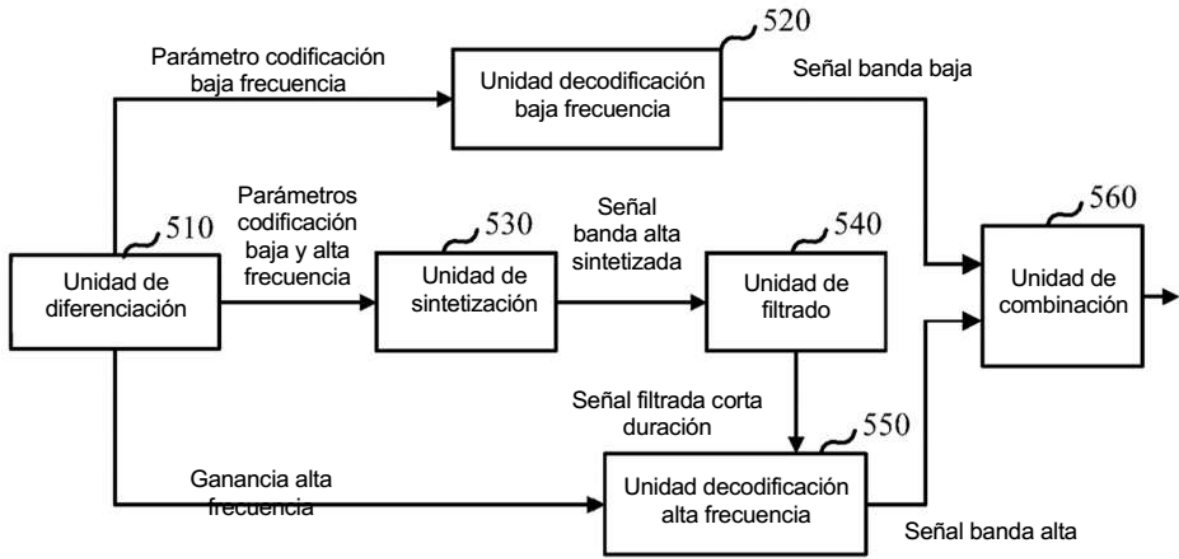 520
Parámetro codificación
baja frecuencia
Unidad decodificación
baja frecuencia
Señal banda baja
Parámetros
codificación
baja y alta
frecuencia
510
Unidad de
diferenciación
530
Unidad de
sintetización
Señal
banda alta
sintetizada
540
Unidad de
filtrado
560
Unidad de
combinación
Señal filtrada corta
duración
550
Ganancia alta
frecuencia
Unidad decodificación
alta frecuencia
Señal banda alta